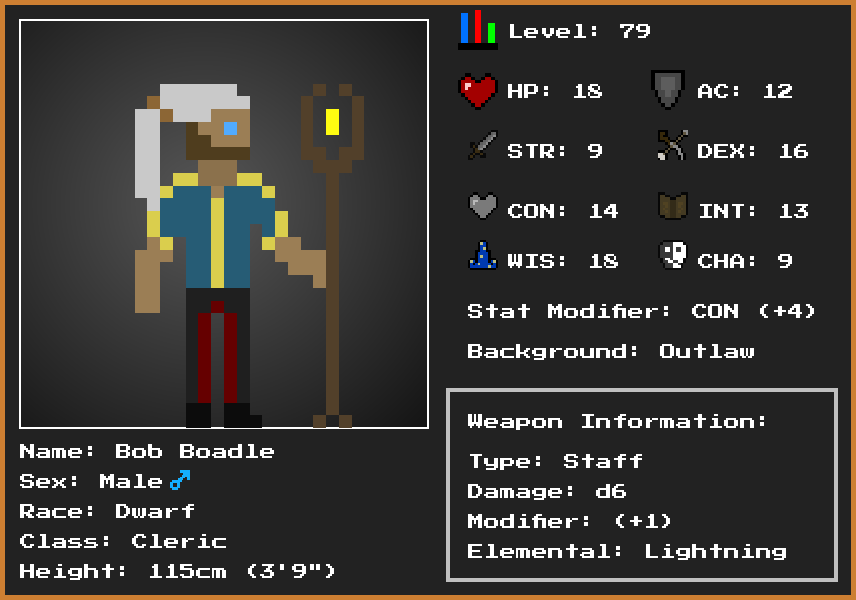 Level: 79
HP: 18 AC: 12
STR: 9 DEX: 16
CON: 14 INT: 13
WIS: 18 CHA: 9
Stat Modifier: CON (+4)
Background: Outlaw
Weapon Information:
Type: Staff
Damage: d6
Modifier: (+1)
Elemental: Lightning
Name: Bob Boadle
Sex: Male ♂
Race: Dwarf
Class: Cleric
Height: 115cm (3'9")